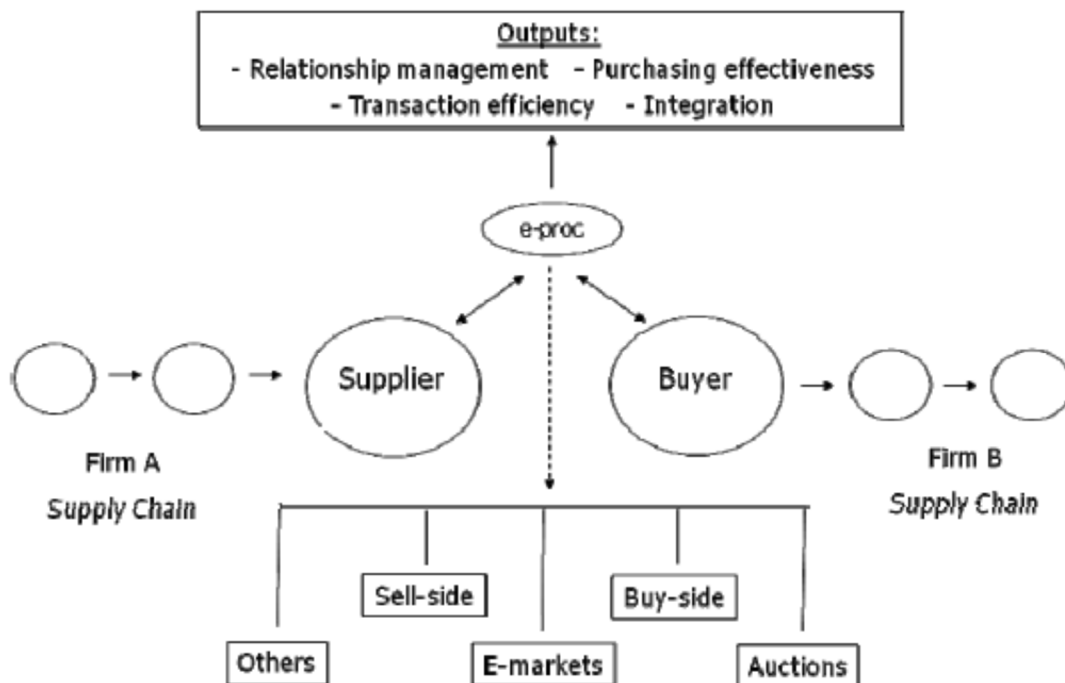 Outputs:
- Relationship management - Purchasing effectiveness
- Transaction efficiency - Integration
e-proc
Supplier
Buyer
Firm A
Supply Chain
Firm B
Supply Chain
Sell-side
Buy-side
Others
E-markets
Auctions